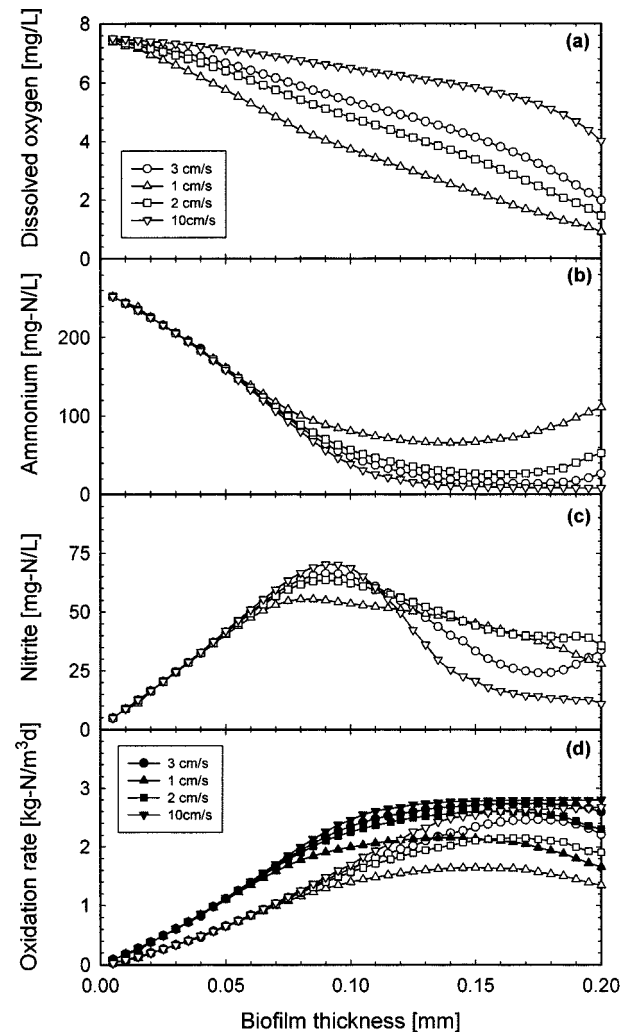 (a)
Dissolved oxygen [mg/L]
8
6
4
2
0
3 cm/s
1 cm/s
2 cm/s
10cm/s
(b)
Ammonium [mg-N/L]
200
100
0
(c)
Nitrite [mg-N/L]
75
50
25
0
(d)
Oxidation rate [kg-N/m³d]
3
2
1
0
3 cm/s
1 cm/s
2 cm/s
10cm/s
0.00 0.05 0.10 0.15 0.20
Biofilm thickness [mm]